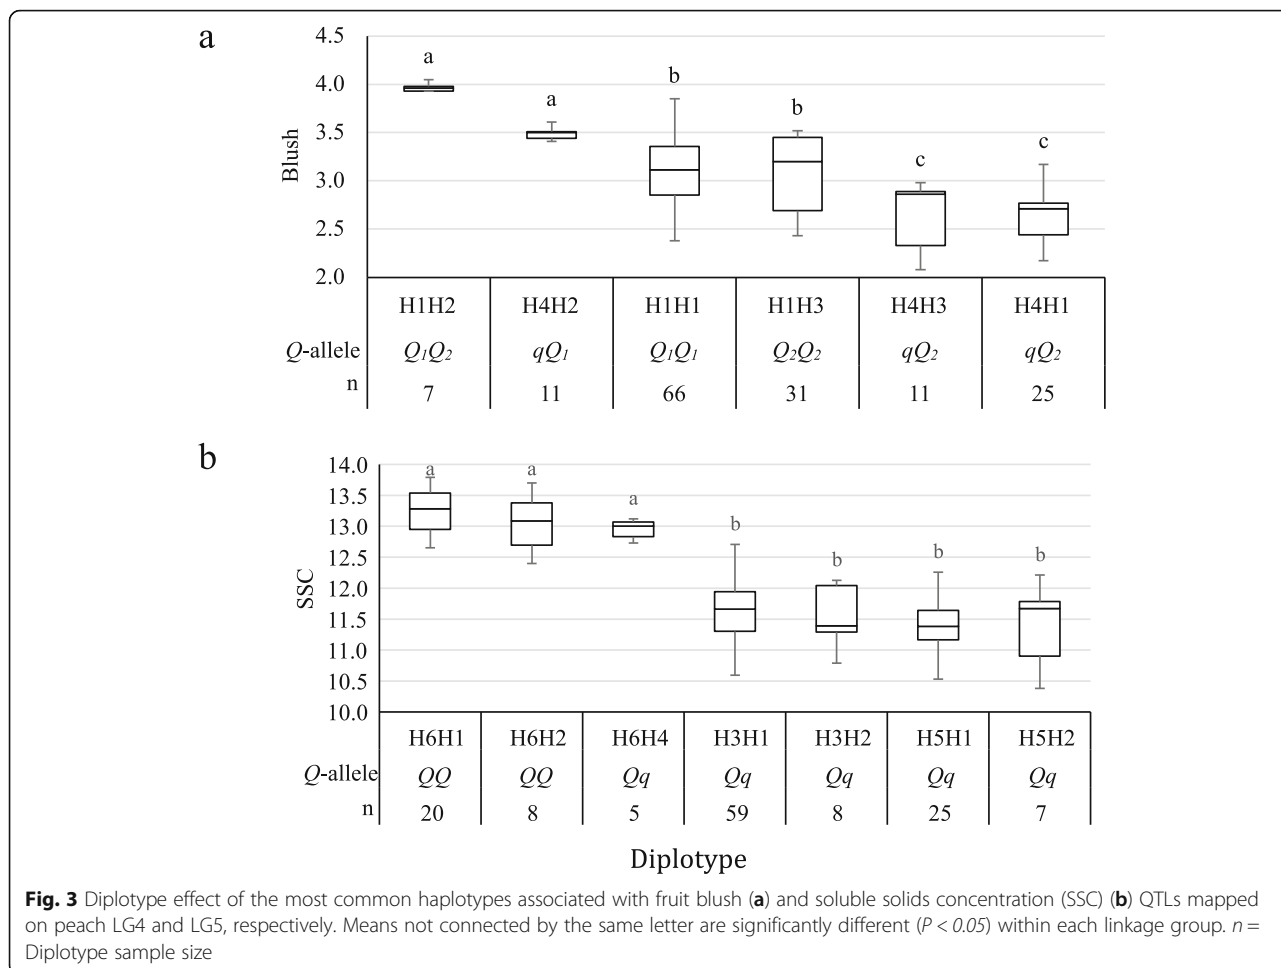 a
4.5
4.0
3.5
3.0
2.5
2.0
Blush
a a b b c c
H1H2 H4H2 H1H1 H1H3 H4H3 H4H1
Q-allele Q₁Q₂ qQ₁ Q₁Q₁ Q₂Q₂ qQ₂ qQ₂
n 7 11 66 31 11 25
b
14.0
13.5
13.0
12.0
11.5
11.0
10.5
10.0
SSC
a a a b b b b
H6H1 H6H2 H6H4 H3H1 H3H2 H5H1 H5H2
Q-allele QQ QQ Qq Qq Qq Qq Qq
n 20 8 5 59 8 25 7
Diplotype
Fig. 3 Diplotype effect of the most common haplotypes associated with fruit blush (a) and soluble solids concentration (SSC) (b) QTLs mapped
on peach LG4 and LG5, respectively. Means not connected by the same letter are significantly different (P < 0.05) within each linkage group. n =
Diplotype sample size